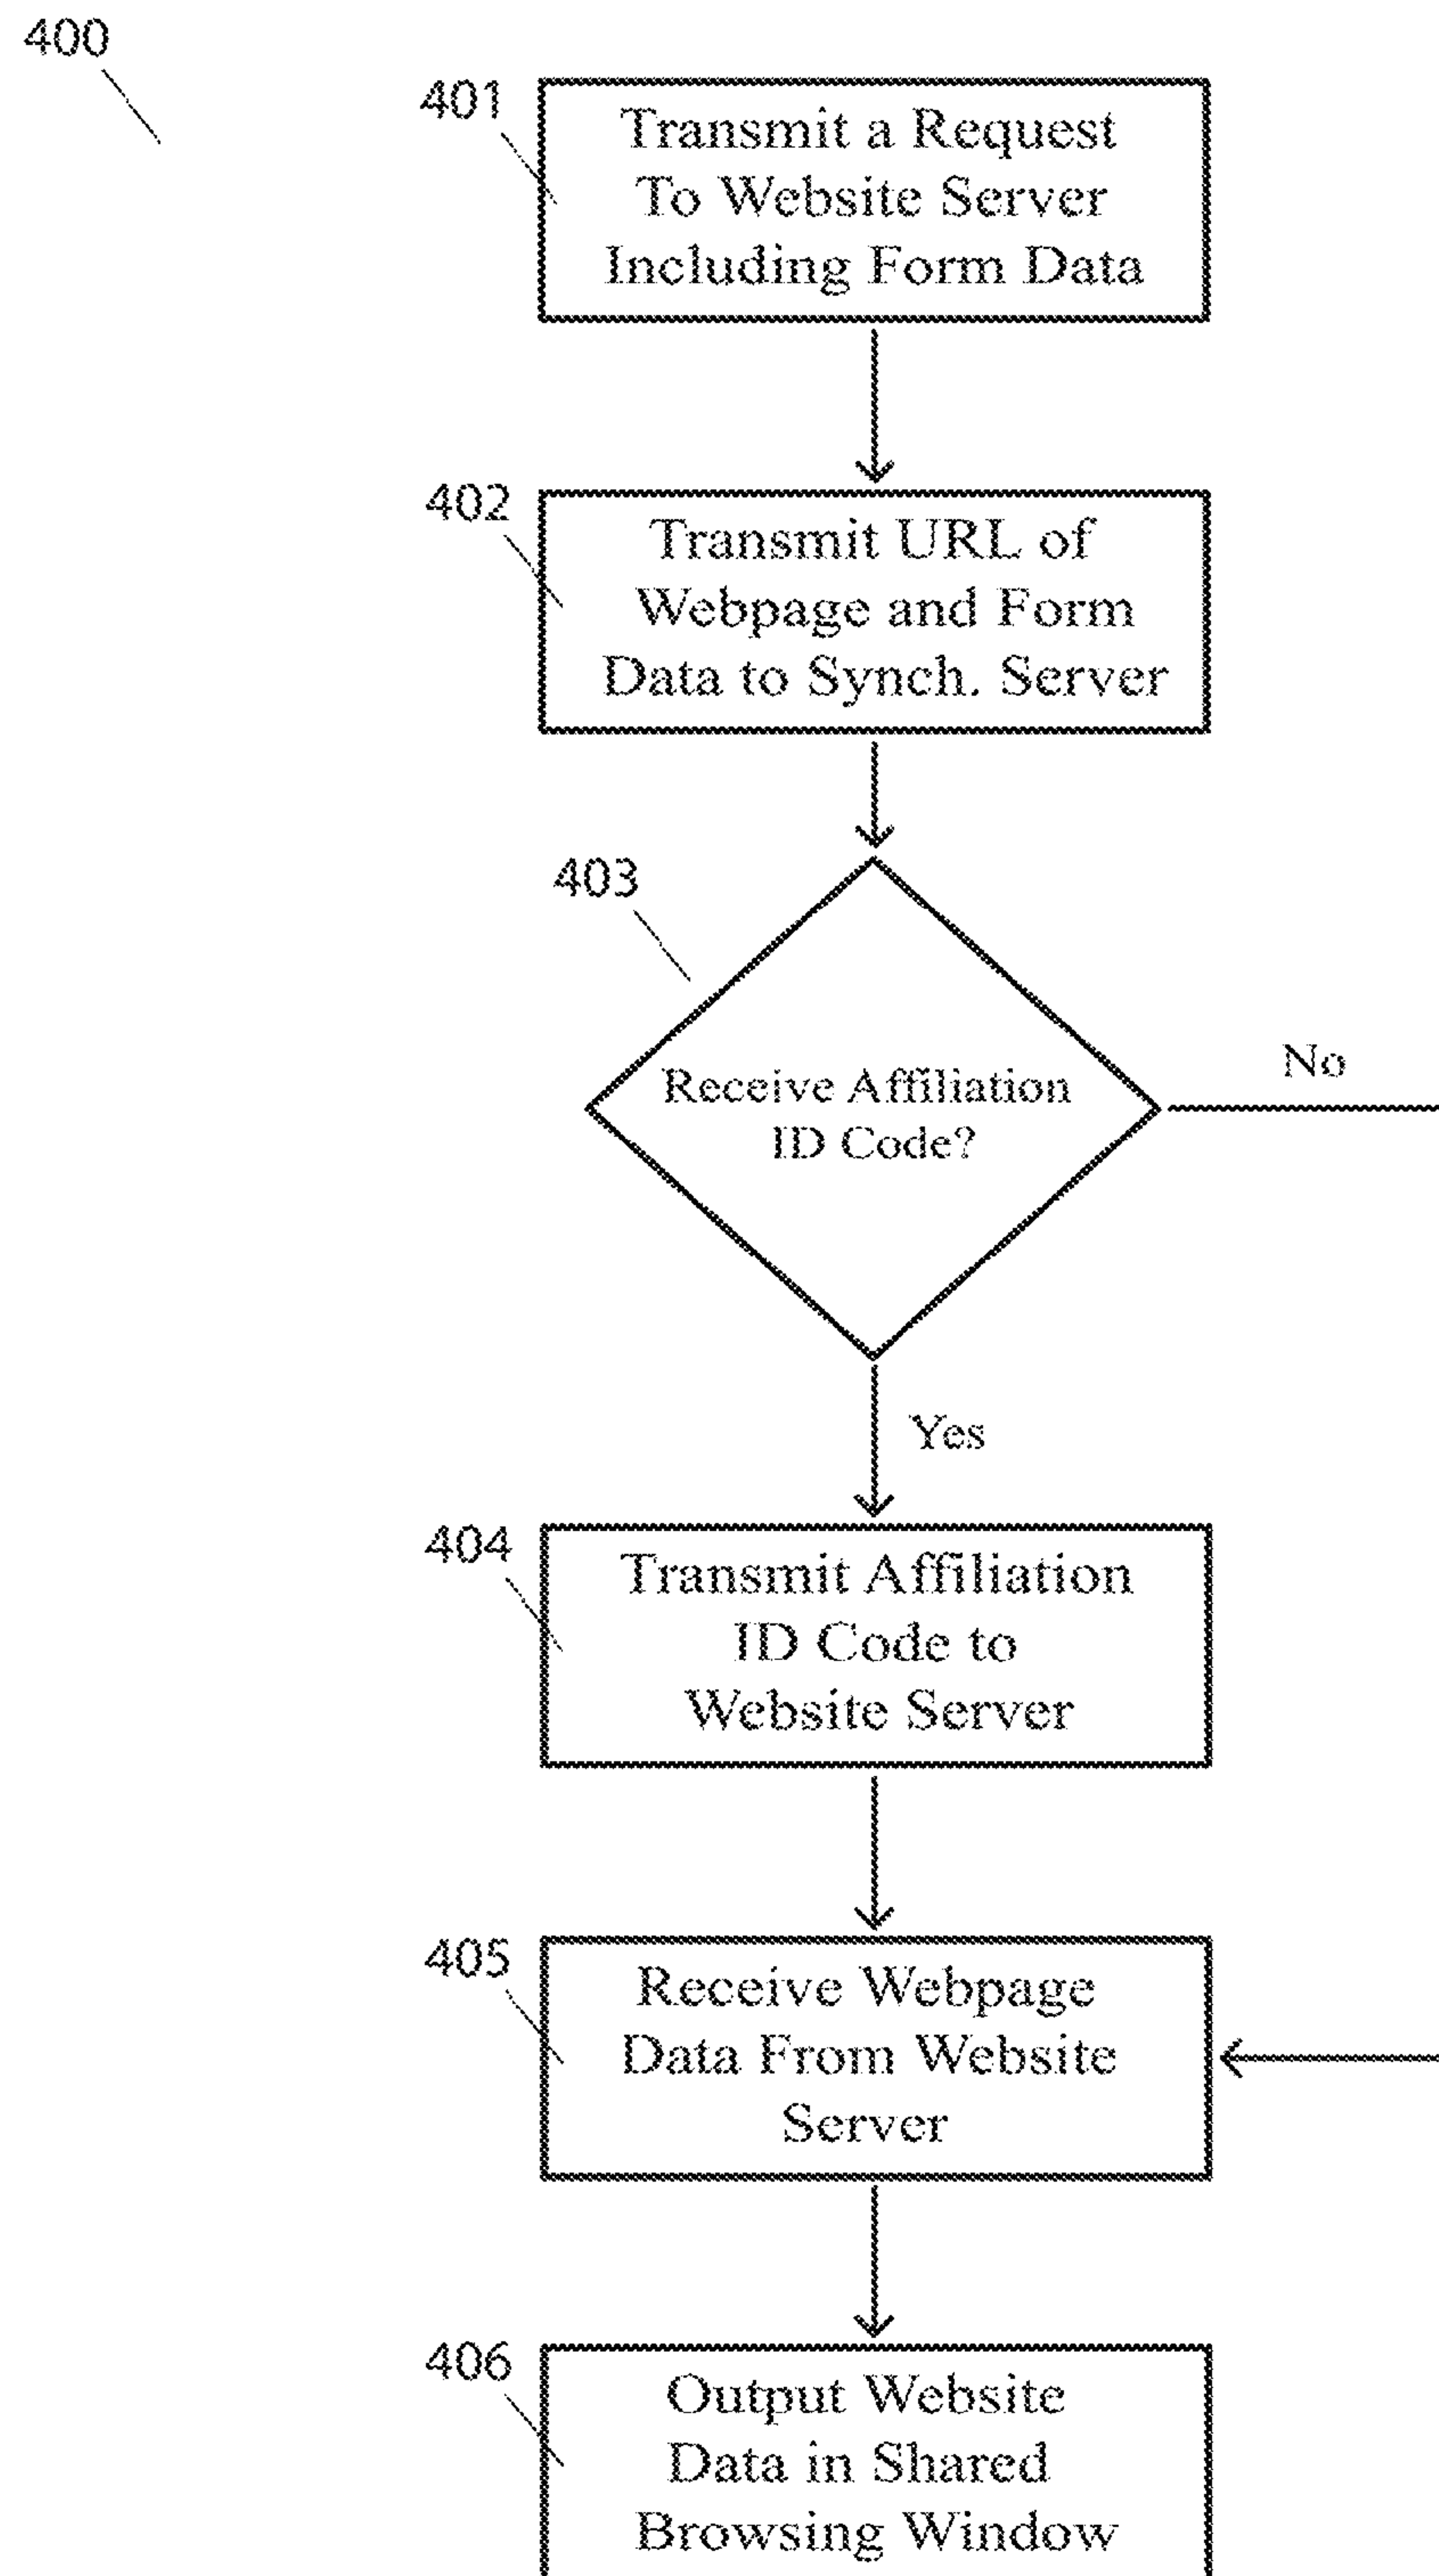 400
401
Transmit a Request
To Website Server
Including Form Data
402
Transmit URL of
Webpage and Form
Data to Synch. Server
403
Receive Affiliation
ID Code?
No
Yes
404
Transmit Affiliation
ID Code to
Website Server
405
Receive Webpage
Data From Website
Server
406
Output Website
Data in Shared
Browsing Window